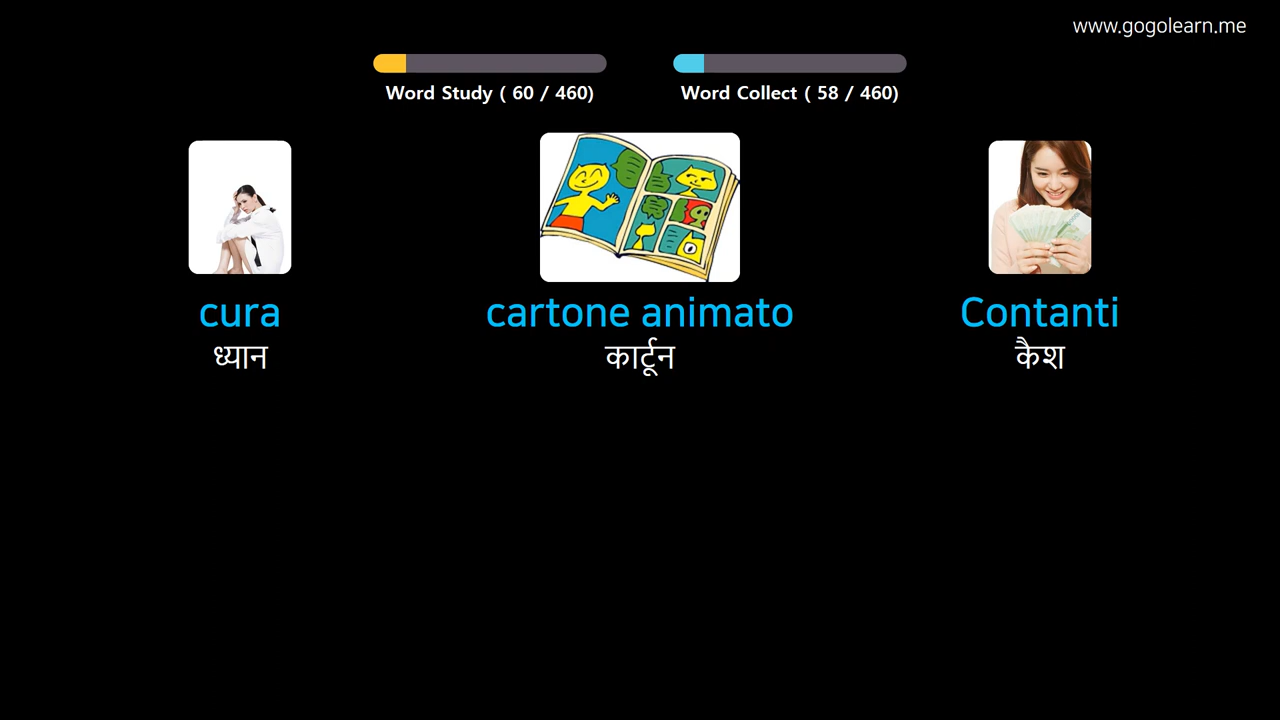 www.gogolearn.me
Word Study ( 60 / 460)
Word Collect ( 58 / 460)
cura
ध्यान
cartone animato
कार्टून
Contanti
कैश